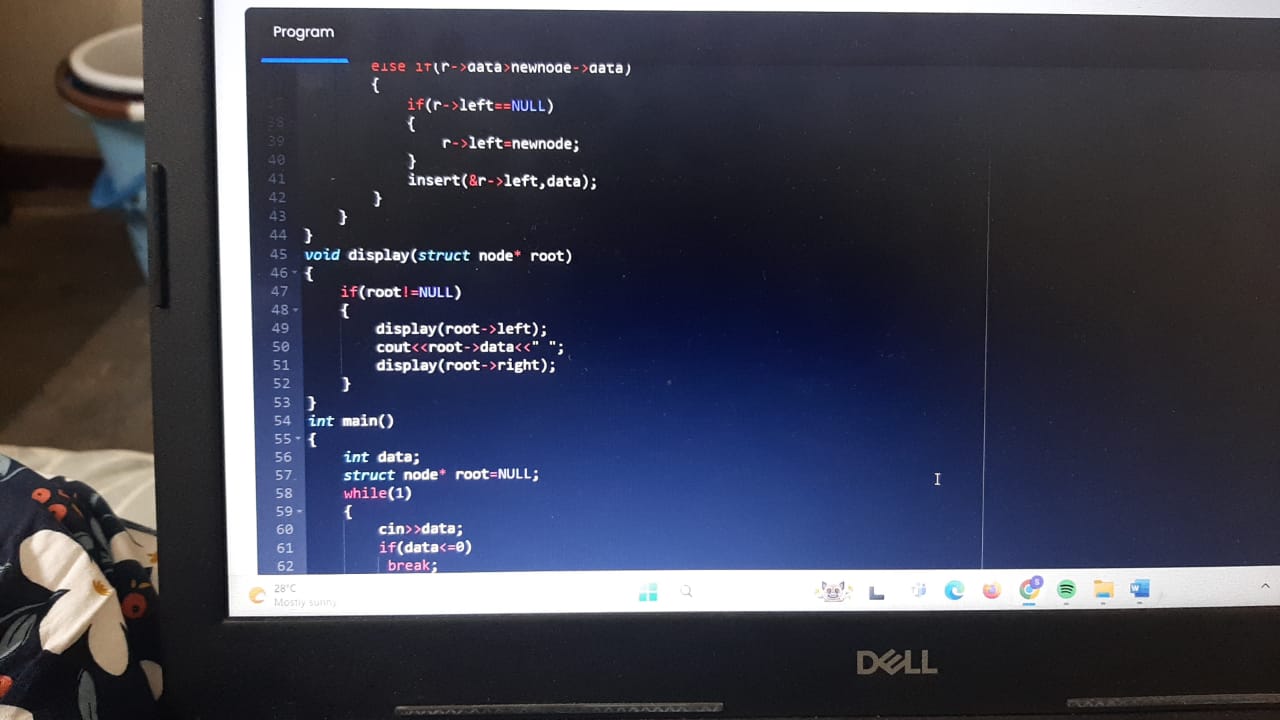 Program
else if(r->data>newnode->data)
{
if(r->left==NULL)
38 {
39 r->left=newnode;
40 }
41 insert(&r->left,data);
42 }
43 }
44 }
45 void display(struct node* root)
46 {
47 if(root!=NULL)
48 {
49 display(root->left);
50 cout<<root->data<<" ";
51 display(root->right);
52 }
53 }
54 int main()
55 {
56 int data;
57 struct node* root=NULL;
58 while(1)
59 {
60 cin>>data;
61 if(data<=0)
62 break;
28°C
Mostly sunny
DELL